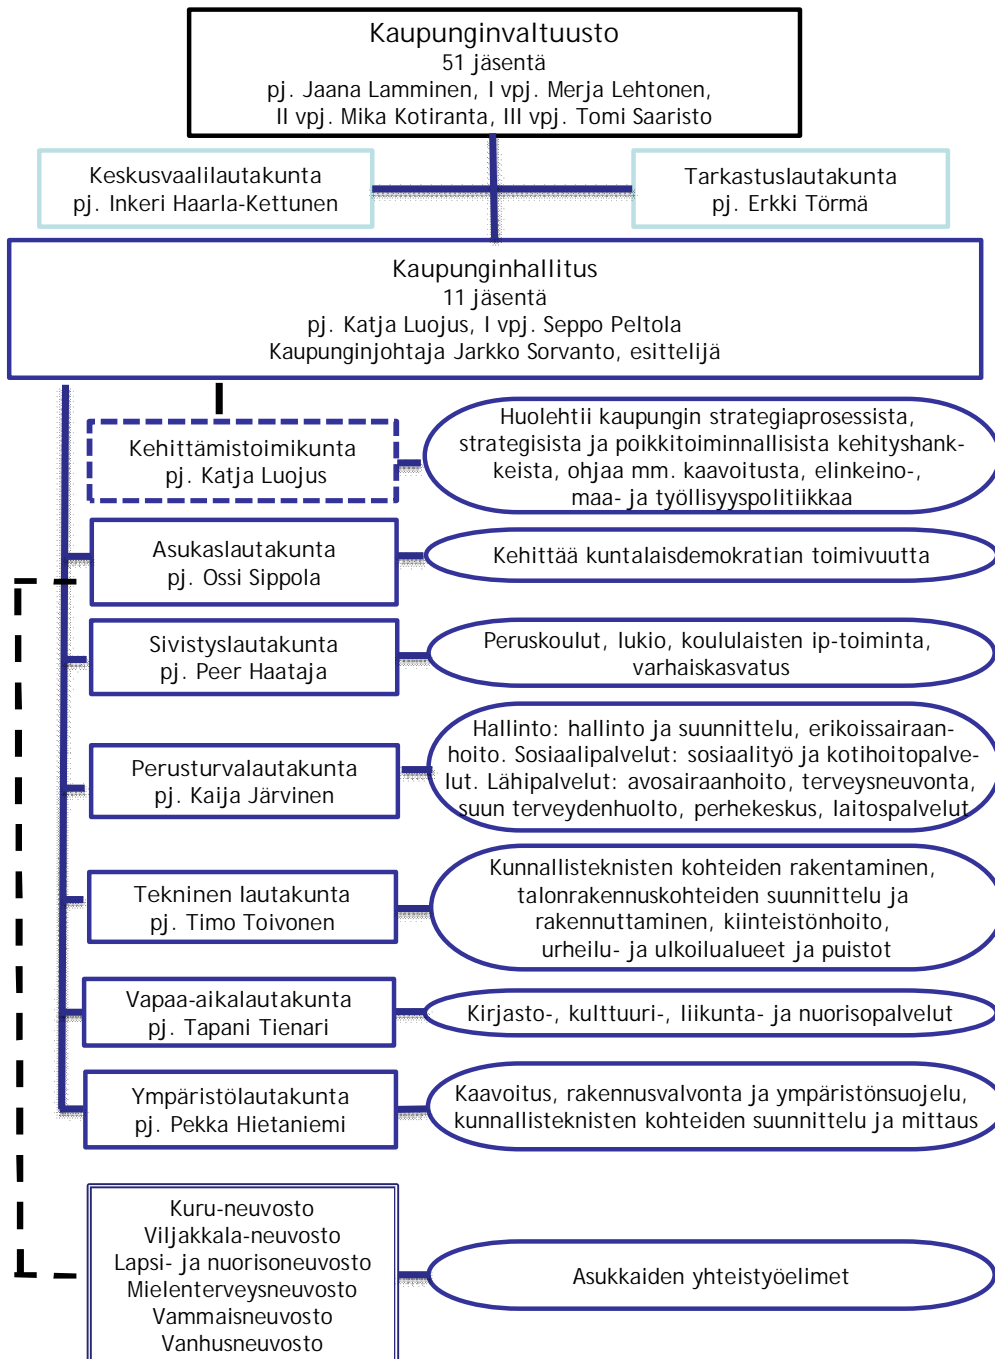 Kaupunginvaltuusto
51 jäsentä
pj. Jaana Lamminen, I vpj. Merja Lehtonen,
II vpj. Mika Kotiranta, III vpj. Tomi Saaristo
Keskusvaalilautakunta
pj. Inkeri Haarla-Kettunen
Tarkastuslautakunta
pj. Erkki Törmä
Kaupunginhallitus
11 jäsentä
pj. Katja Luojus, I vpj. Seppo Peltola
Kaupunginjohtaja Jarkko Sorvanto, esittelijä
Kehittämistoimikunta
pj. Katja Luojus
Huolehtii kaupungin strategiaprosessista,
strategisista ja poikkitoiminnallisista kehityshank-
keista, ohjaa mm. kaavoitusta, elinkeino-,
maa- ja työllisyyspolitiikkaa
Asukaslautakunta
pj. Ossi Sippola
Kehittää kuntalaisdemokratian toimivuutta
Sivistyslautakunta
pj. Peer Haataja
Peruskoulut, lukio, koululaisten ip-toiminta,
varhaiskasvatus
Perusturvalautakunta
pj. Kaija Järvinen
Hallinto: hallinto ja suunnittelu, erikoissairaan-
hoito. Sosiaalipalvelut: sosiaalityö ja kotihoitopalve-
lut. Lähipalvelut: avosairaanhoito, terveysneuvonta,
suun terveydenhuolto, perhekeskus, laitospalvelut
Tekninen lautakunta
pj. Timo Toivonen
Kunnallisteknisten kohteiden rakentaminen,
talonrakennuskohteiden suunnittelu ja
rakennuttaminen, kiinteistönhoito,
urheilu- ja ulkoilualueet ja puistot
Vapaa-aikalautakunta
pj. Tapani Tienari
Kirjasto-, kulttuuri-, liikunta- ja nuorisopalvelut
Ympäristölautakunta
pj. Pekka Hietaniemi
Kaavoitus, rakennusvalvonta ja ympäristönsuojelu,
kunnallisteknisten kohteiden suunnittelu ja mittaus
Kuru-neuvosto
Viljakkala-neuvosto
Lapsi- ja nuorisoneuvosto
Mielenterveysneuvosto
Vammaisneuvosto
Vanhusneuvosto
Asukkaiden yhteistyöelimet